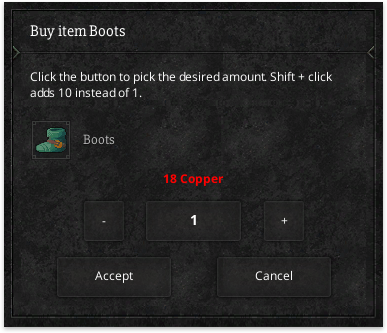 Buy item Boots
Click the button to pick the desired amount. Shift + click
adds 10 instead of 1.
Boots
18 Copper
- 1 +
Accept Cancel